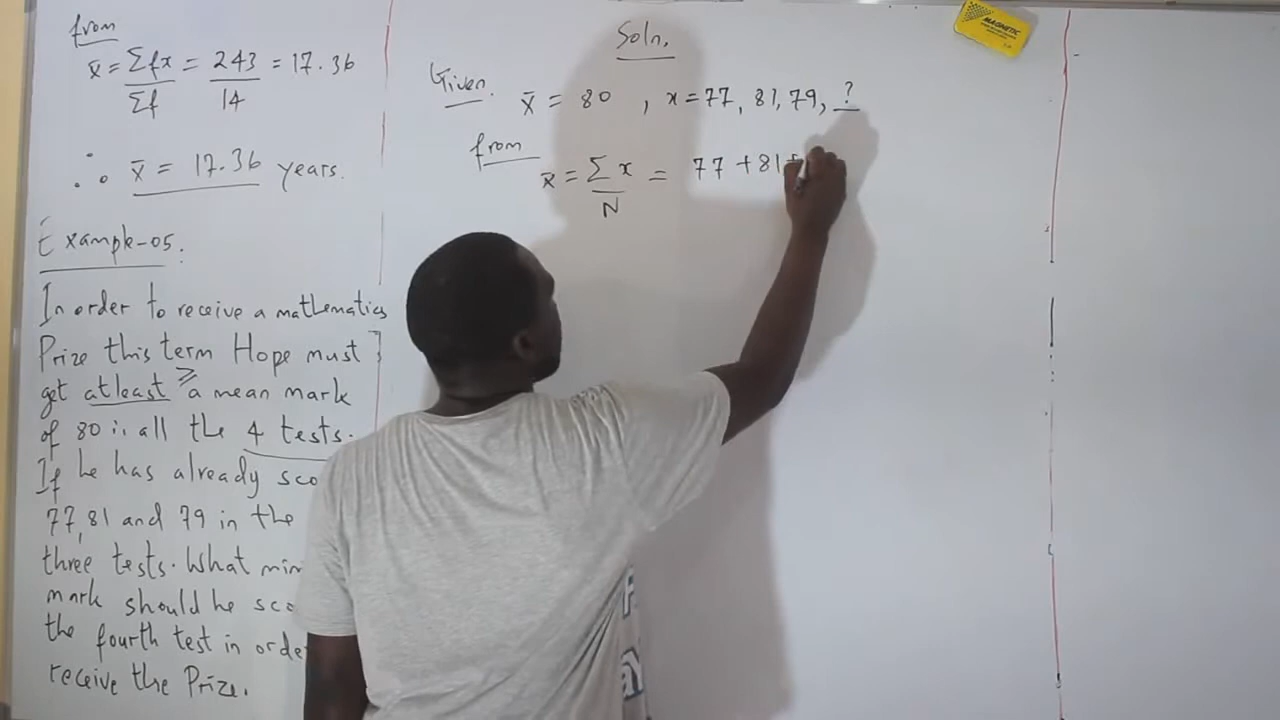 from
x̄ = Σfx = 243 = 17.36
Σf 14
∴ x̄ = 17.36 years.
Example-05.
In order to receive a mathematics
Prize this term Hope must
get atleast ≥ a mean mark
of 80 in all the 4 tests.
If he has already sco
77, 81 and 79 in the
three tests. What min
mark should he sco
the fourth test in orde
receive the Prize.
Soln.
Given. x̄ = 80 , x = 77, 81, 79, ?
from
x̄ = Σx = 77 + 81 +
N
MAGNETIC